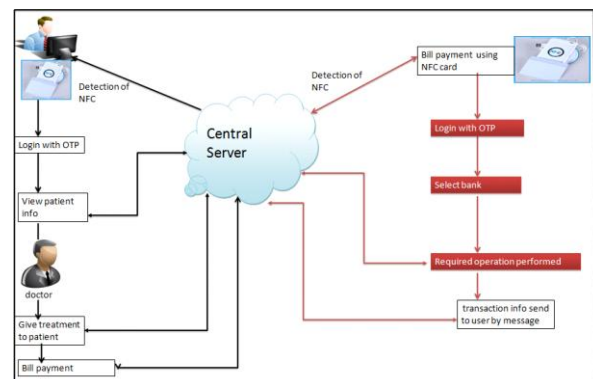 Detection of
NFC
Login with OTP
View patient
info
doctor
Give treatment
to patient
Bill payment
Central
Server
Detection of
NFC
Bill payment using
NFC card
Login with OTP
Select bank
Required operation performed
transaction info send
to user by message